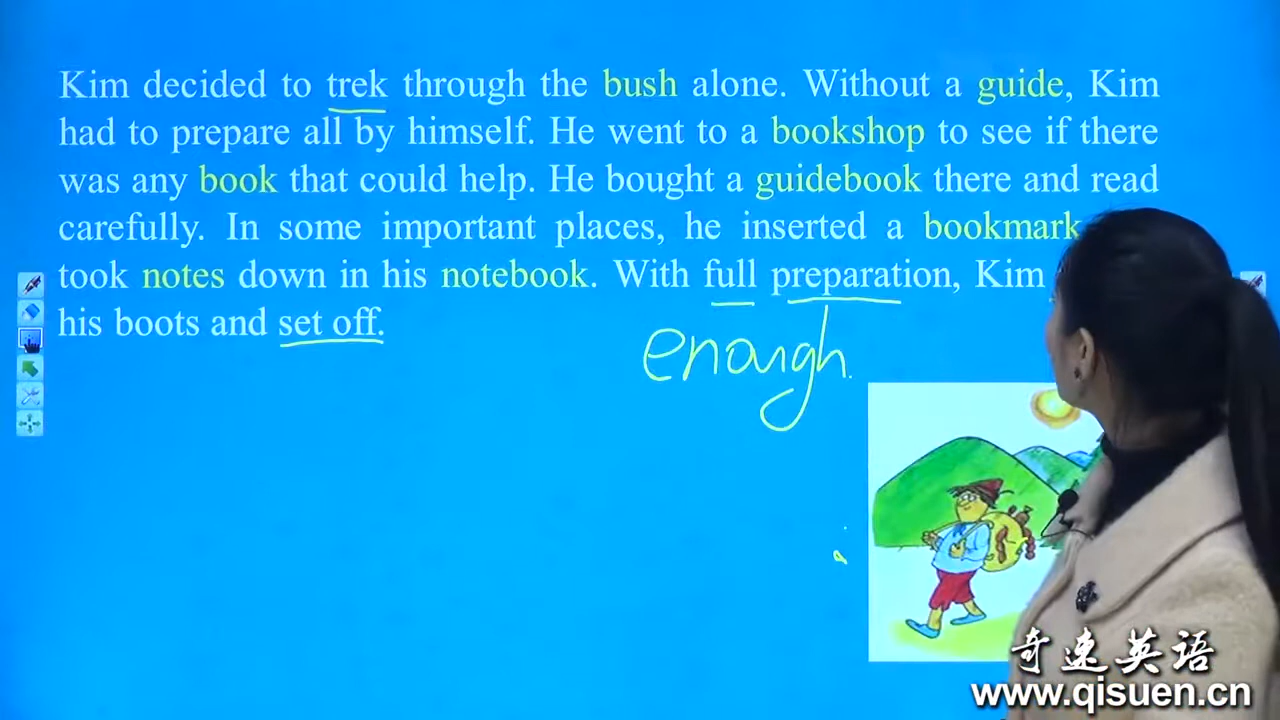 Kim decided to trek through the bush alone. Without a guide, Kim
had to prepare all by himself. He went to a bookshop to see if there
was any book that could help. He bought a guidebook there and read
carefully. In some important places, he inserted a bookmark
took notes down in his notebook. With full preparation, Kim
his boots and set off.
enough.
奇速英语
www.qisuen.cn